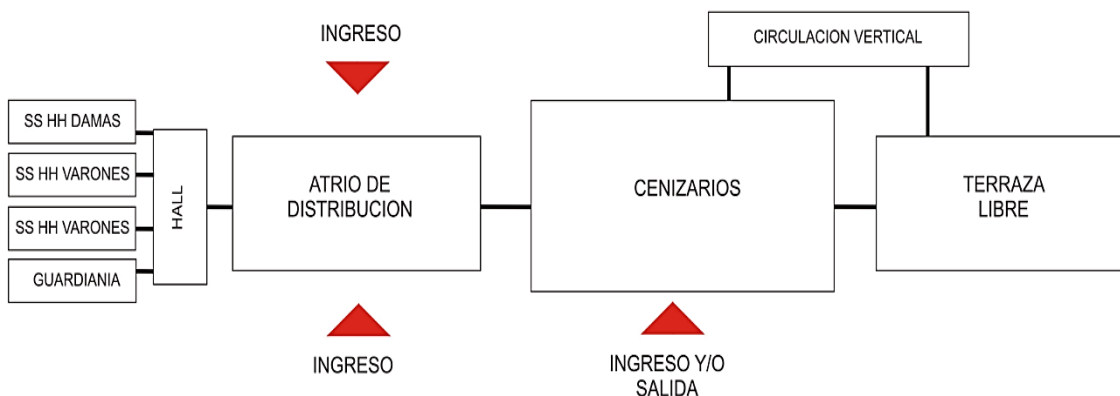 INGRESO
CIRCULACION VERTICAL
SS HH DAMAS
SS HH VARONES
SS HH VARONES
GUARDIANIA
HALL
ATRIO DE
DISTRIBUCION
CENIZARIOS
TERRAZA
LIBRE
INGRESO
INGRESO Y/O
SALIDA